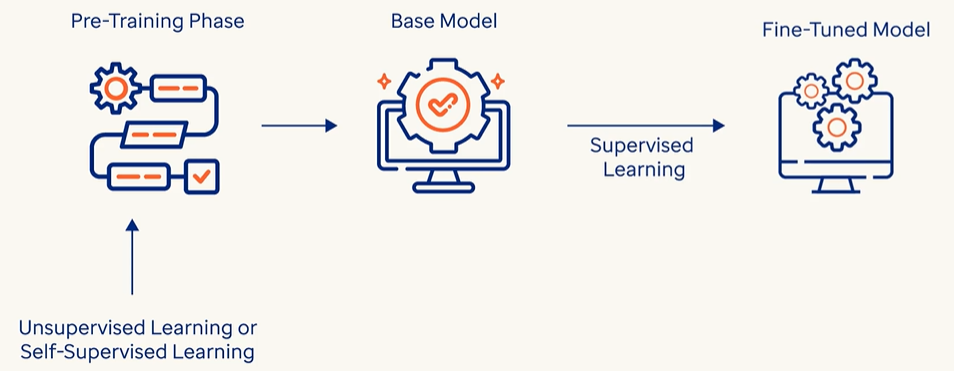 Pre-Training Phase
Base Model
Fine-Tuned Model
Supervised
Learning
Unsupervised Learning or
Self-Supervised Learning